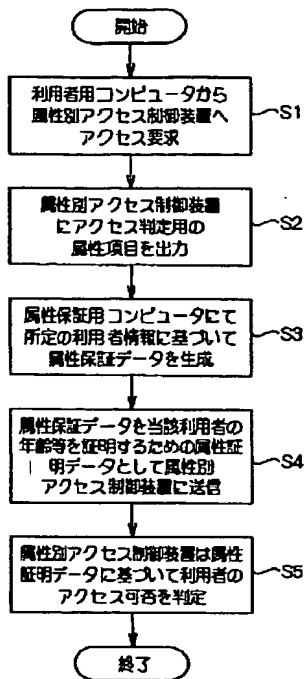 開始
利用者用コンピュータから
属性別アクセス制御装置へ
アクセス要求
S1
属性別アクセス制御装置
にアクセス判定用の
属性項目を出力
S2
属性保証用コンピュータにて
所定の利用者情報に基づいて
属性保証データを生成
S3
属性保証データを当該利用者の
年齢等を証明するための属性証
明データとして属性別
アクセス制御装置に送信
S4
属性別アクセス制御装置は属性
証明データに基づいて利用者の
アクセス可否を判定
S5
終了